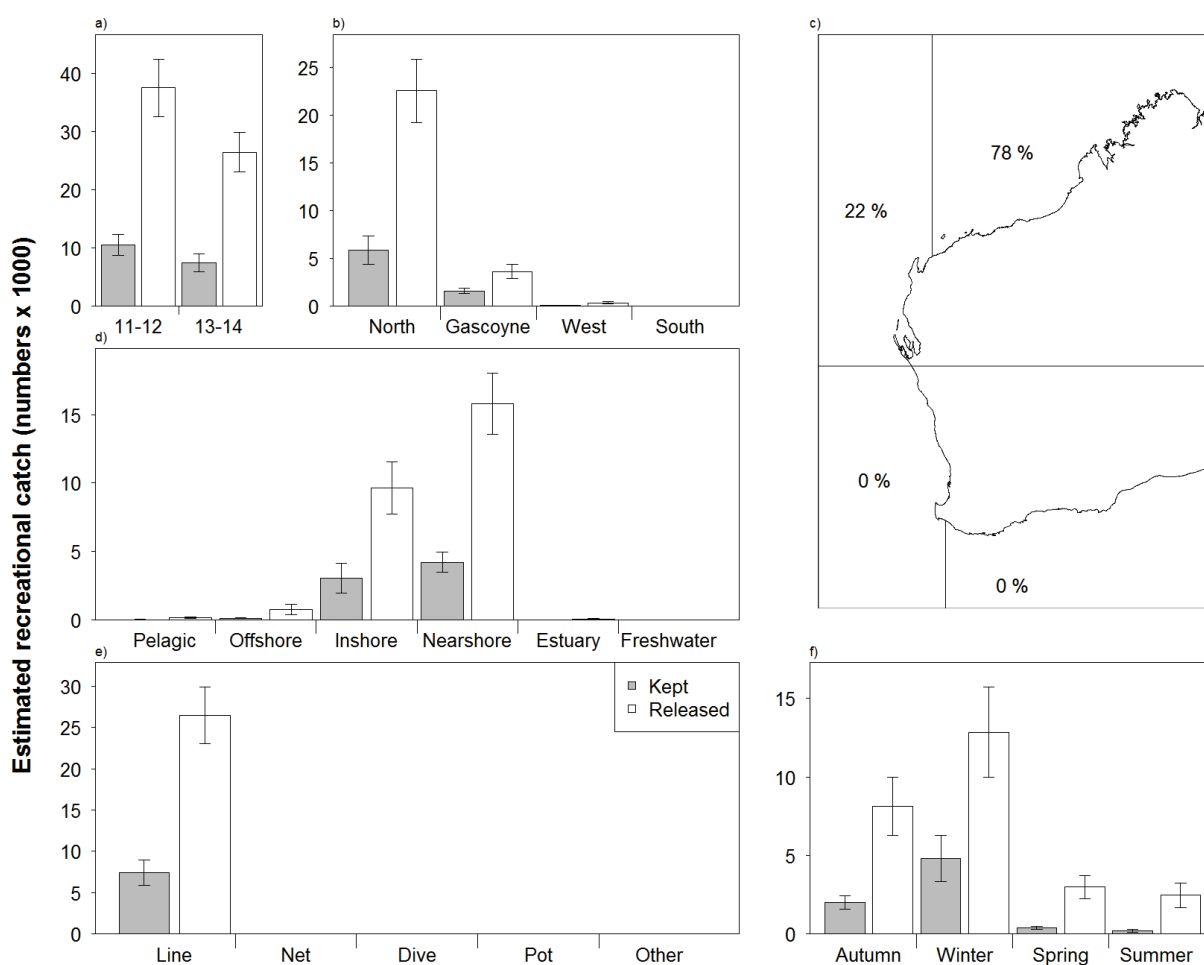 Estimated recreational catch (numbers x 1000)
a)
40
30
20
10
0
11-12 13-14
b)
25
20
15
10
5
0
North Gascoyne West South
c)
78 %
22 %
0 %
0 %
d)
15
10
5
0
Pelagic Offshore Inshore Nearshore Estuary Freshwater
e)
30
25
20
15
10
5
0
Kept
Released
Line Net Dive Pot Other
f)
15
10
5
0
Autumn Winter Spring Summer